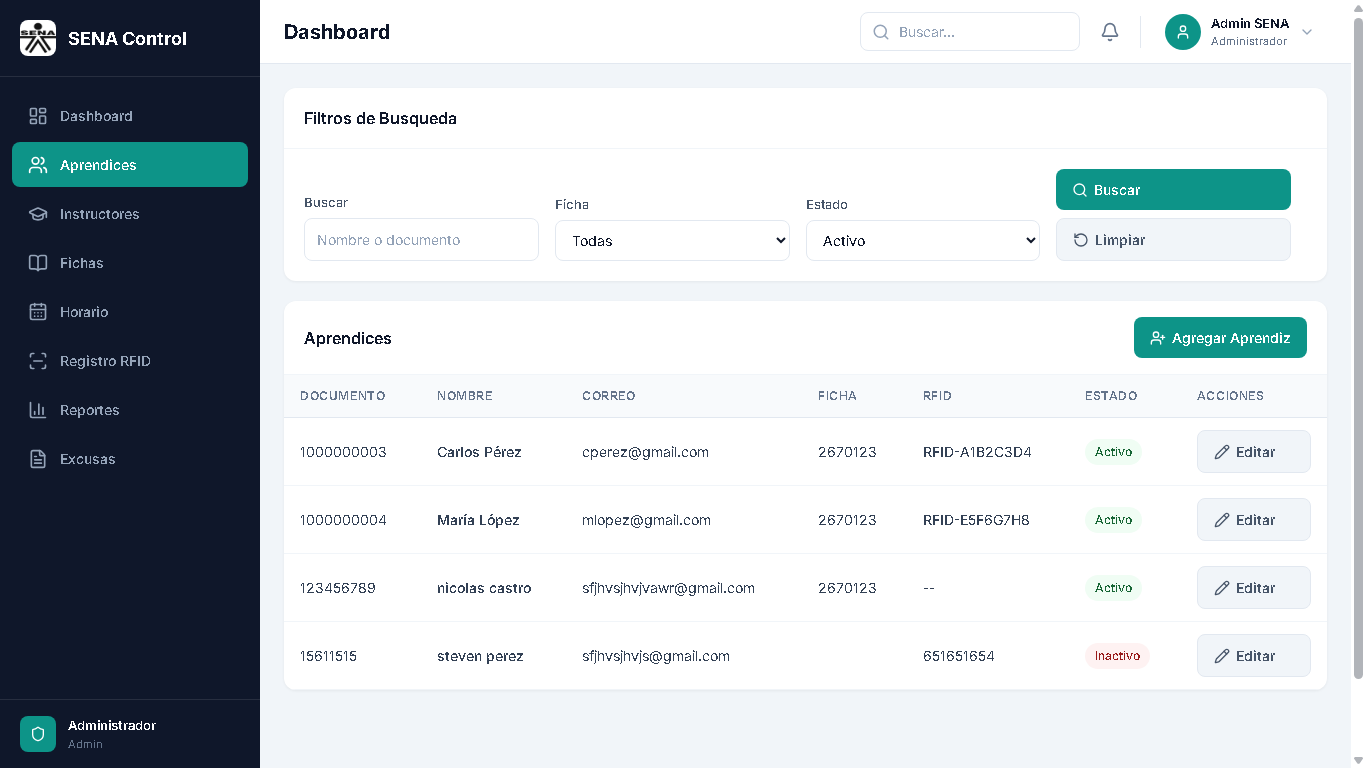 SENA
SENA Control
Dashboard
Aprendices
Instructores
Fichas
Horario
Registro RFID
Reportes
Excusas
Administrador
Admin
Dashboard
Buscar...
Admin SENA
Administrador
Filtros de Busqueda
Buscar
Nombre o documento
Ficha
Todas
Estado
Activo
Buscar
Limpiar
Aprendices
Agregar Aprendiz
DOCUMENTO NOMBRE CORREO FICHA RFID ESTADO ACCIONES
1000000003 Carlos Pérez cperez@gmail.com 2670123 RFID-A1B2C3D4 Activo Editar
1000000004 María López mlopez@gmail.com 2670123 RFID-E5F6G7H8 Activo Editar
123456789 nicolas castro sfjhvsjhvjvawr@gmail.com 2670123 -- Activo Editar
15611515 steven perez sfjhvsjhvjs@gmail.com 651651654 Inactivo Editar